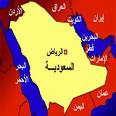 الأردن
العراق
إيران
الكويت
البحرين
قطر
الإمارات
الرياض
السعودية
البحر
الأحمر
عمان
اليمن